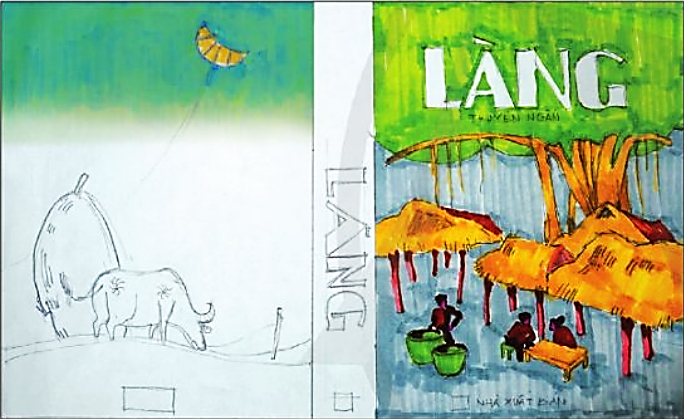 LÀNG
LÀNG
TRUYỆN NGẮN
NHÀ XUẤT BẢN